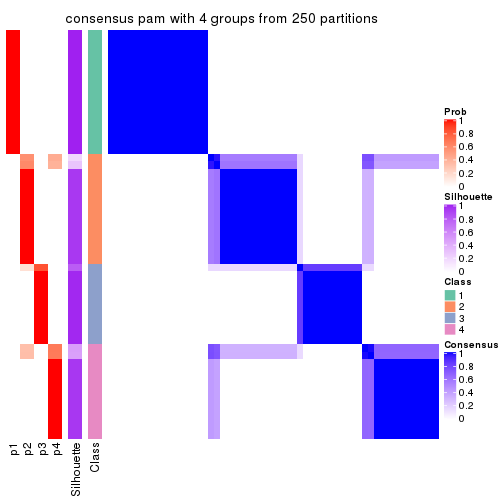 consensus pam with 4 groups from 250 partitions
Prob
1
0.8
0.6
0.4
0.2
0
Silhouette
1
0.8
0.6
0.4
0.2
0
Class
1
2
3
4
Consensus
1
0.8
0.6
0.4
0.2
0
p1
p2
p3
p4
Silhouette
Class